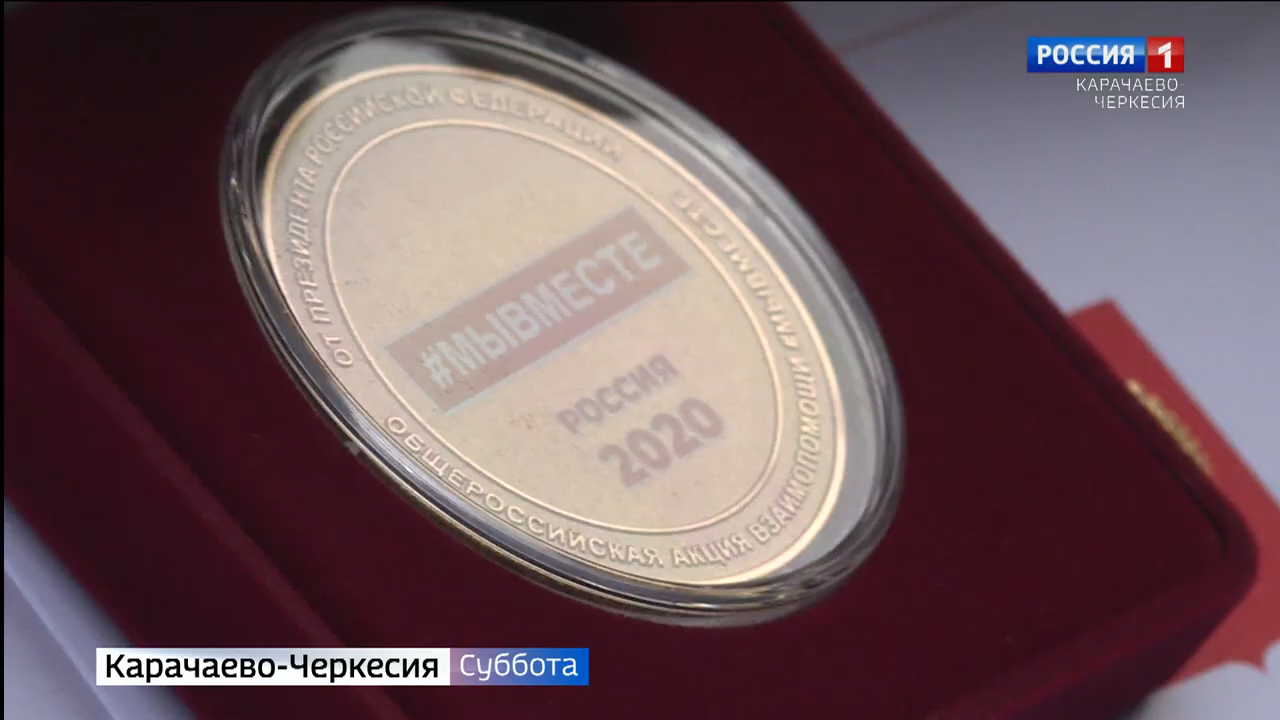 РОССИЯ 1
КАРАЧАЕВО
ЧЕРКЕСИЯ
ОТ ПРЕЗИДЕНТА РОССИЙСКОЙ ФЕДЕРАЦИИ
#МЫВМЕСТЕ
РОССИЯ
2020
ОБЩЕРОССИЙСКАЯ АКЦИЯ ВЗАИМОПОМОЩИ #МЫВМЕСТЕ
Карачаево-Черкесия Суббота